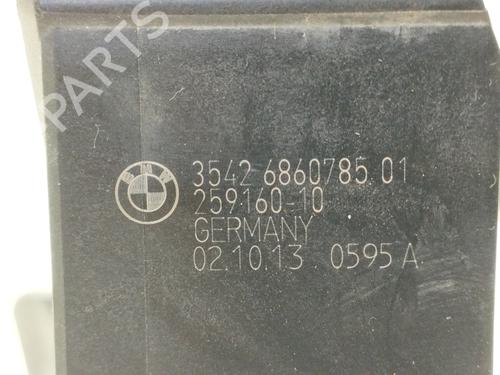 PARTS
BMW
3542 6860785 01
259160-10
GERMANY
02.10.13 0595 A